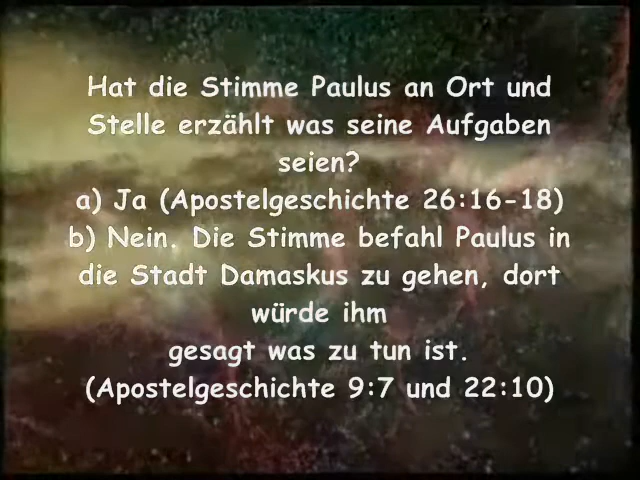 Hat die Stimme Paulus an Ort und
Stelle erzählt was seine Aufgaben
seien?
a) Ja (Apostelgeschichte 26:16-18)
b) Nein. Die Stimme befahl Paulus in
die Stadt Damaskus zu gehen, dort
würde ihm
gesagt was zu tun ist.
(Apostelgeschichte 9:7 und 22:10)